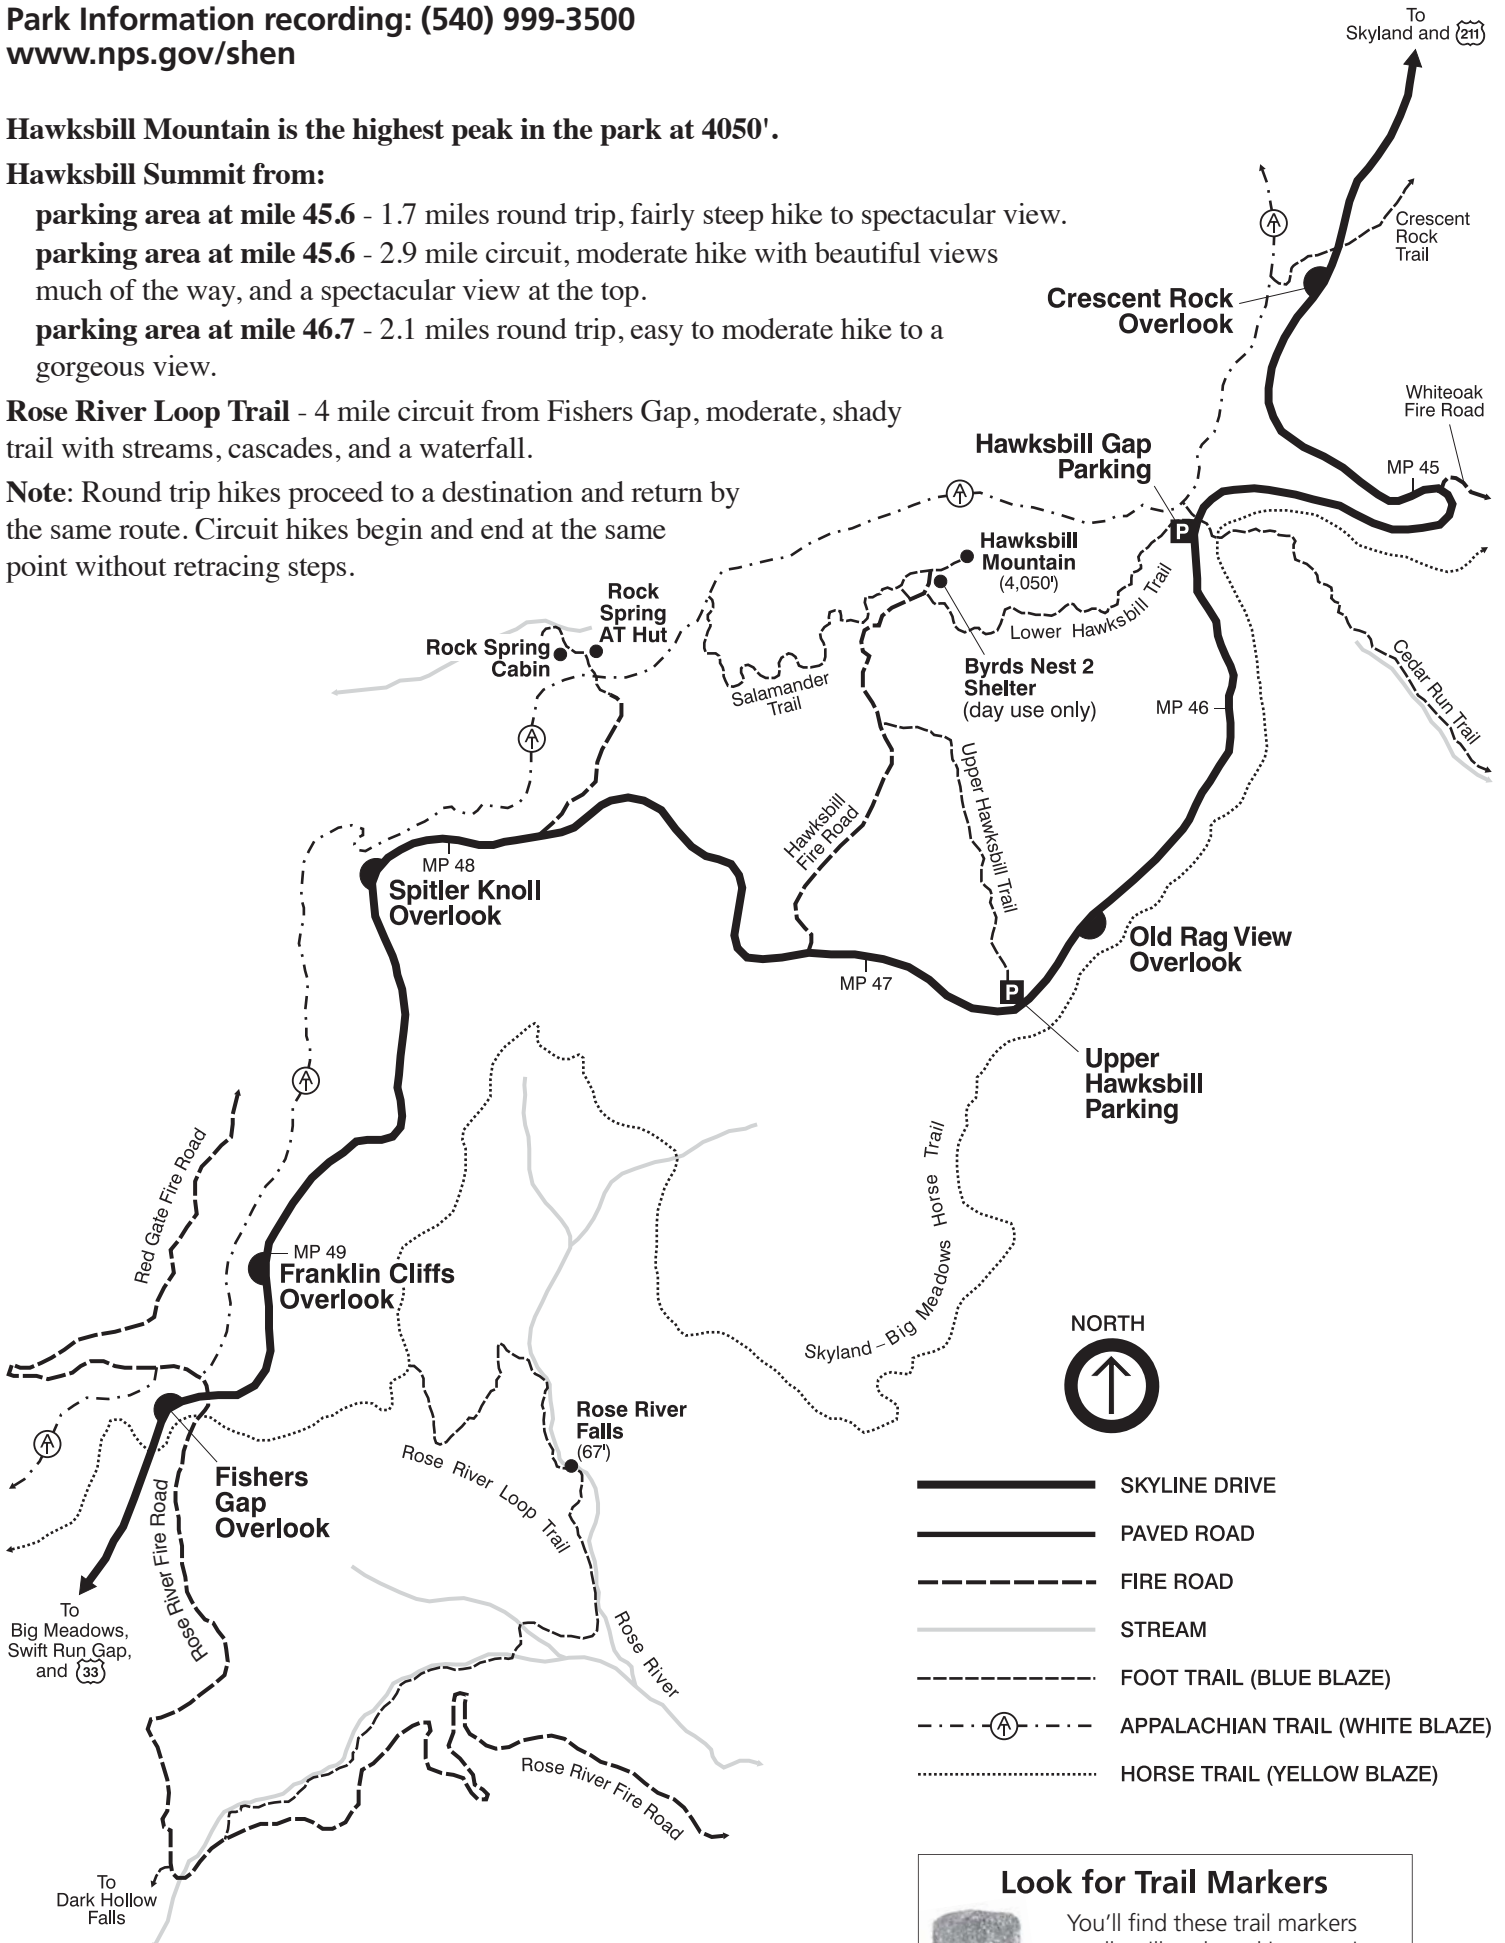 Park Information recording: (540) 999-3500
www.nps.gov/shen
Hawksbill Mountain is the highest peak in the park at 4050'.
Hawksbill Summit from:
parking area at mile 45.6 - 1.7 miles round trip, fairly steep hike to spectacular view.
parking area at mile 45.6 - 2.9 mile circuit, moderate hike with beautiful views
much of the way, and a spectacular view at the top.
parking area at mile 46.7 - 2.1 miles round trip, easy to moderate hike to a
gorgeous view.
Rose River Loop Trail - 4 mile circuit from Fishers Gap, moderate, shady
trail with streams, cascades, and a waterfall.
Note: Round trip hikes proceed to a destination and return by
the same route. Circuit hikes begin and end at the same
point without retracing steps.
To
Skyland and 211
Crescent
Rock
Trail
Crescent Rock
Overlook
Whiteoak
Fire Road
MP 45
Hawksbill Gap
Parking
P
Hawksbill
Mountain
(4,050')
Lower Hawksbill Trail
Rock
Spring
AT Hut
Rock Spring
Cabin
Salamander
Trail
Byrds Nest 2
Shelter
(day use only)
MP 46
Cedar Run Trail
Upper Hawksbill Trail
Hawksbill
Fire Road
MP 48
Spitler Knoll
Overlook
Old Rag View
Overlook
MP 47
P
Upper
Hawksbill
Parking
Red Gate Fire Road
MP 49
Franklin Cliffs
Overlook
Skyland – Big Meadows Horse Trail
NORTH
Rose River
Falls
(67')
Rose River Loop Trail
Fishers
Gap
Overlook
Rose River Fire Road
To
Big Meadows,
Swift Run Gap,
and 33
Rose River
Rose River Fire Road
To
Dark Hollow
Falls
SKYLINE DRIVE
PAVED ROAD
FIRE ROAD
STREAM
FOOT TRAIL (BLUE BLAZE)
APPALACHIAN TRAIL (WHITE BLAZE)
HORSE TRAIL (YELLOW BLAZE)
Look for Trail Markers
You'll find these trail markers